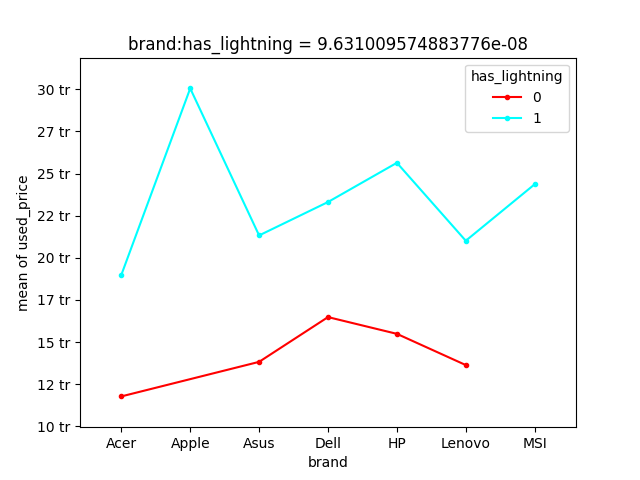 brand:has_lightning = 9.631009574883776e-08
has_lightning
0
1
30 tr
27 tr
25 tr
22 tr
20 tr
17 tr
15 tr
12 tr
10 tr
mean of used_price
Acer Apple Asus Dell HP Lenovo MSI
brand